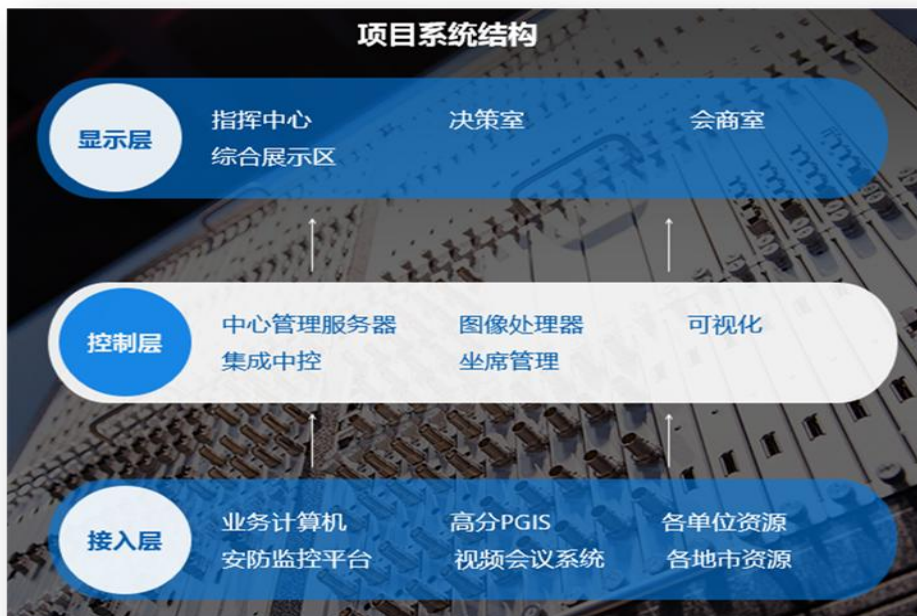 项目系统结构
显示层
指挥中心 决策室 会商室
综合展示区
控制层
中心管理服务器 图像处理器 可视化
集成中控 坐席管理
接入层
业务计算机 高分PGIS 各单位资源
安防监控平台 视频会议系统 各地市资源